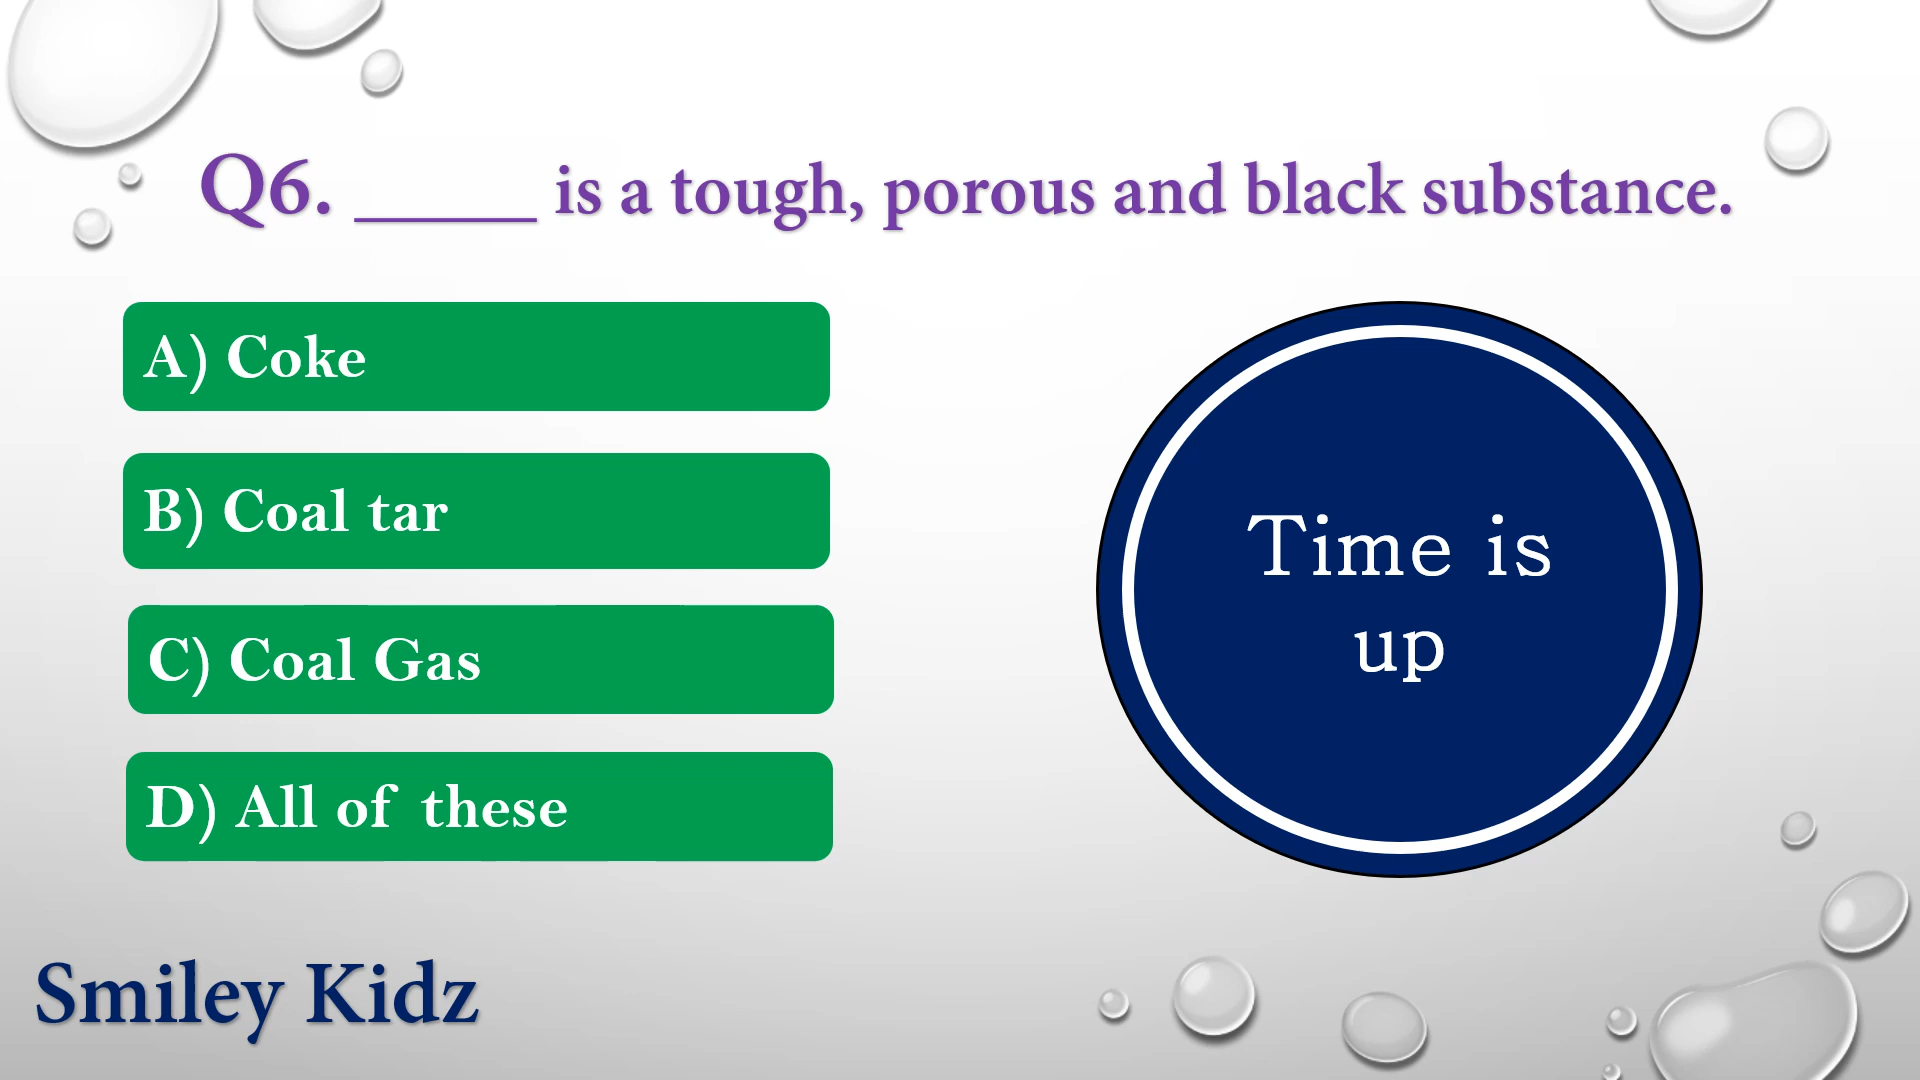 Q6. _____ is a tough, porous and black substance.
A) Coke
B) Coal tar
C) Coal Gas
D) All of these
Time is
up
Smiley Kidz